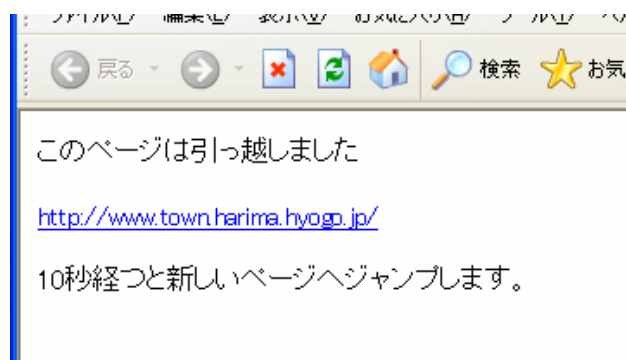 戻る 検索 お気
このページは引っ越しました
http://www.town.harima.hyogo.jp/
10秒経つと新しいページへジャンプします。